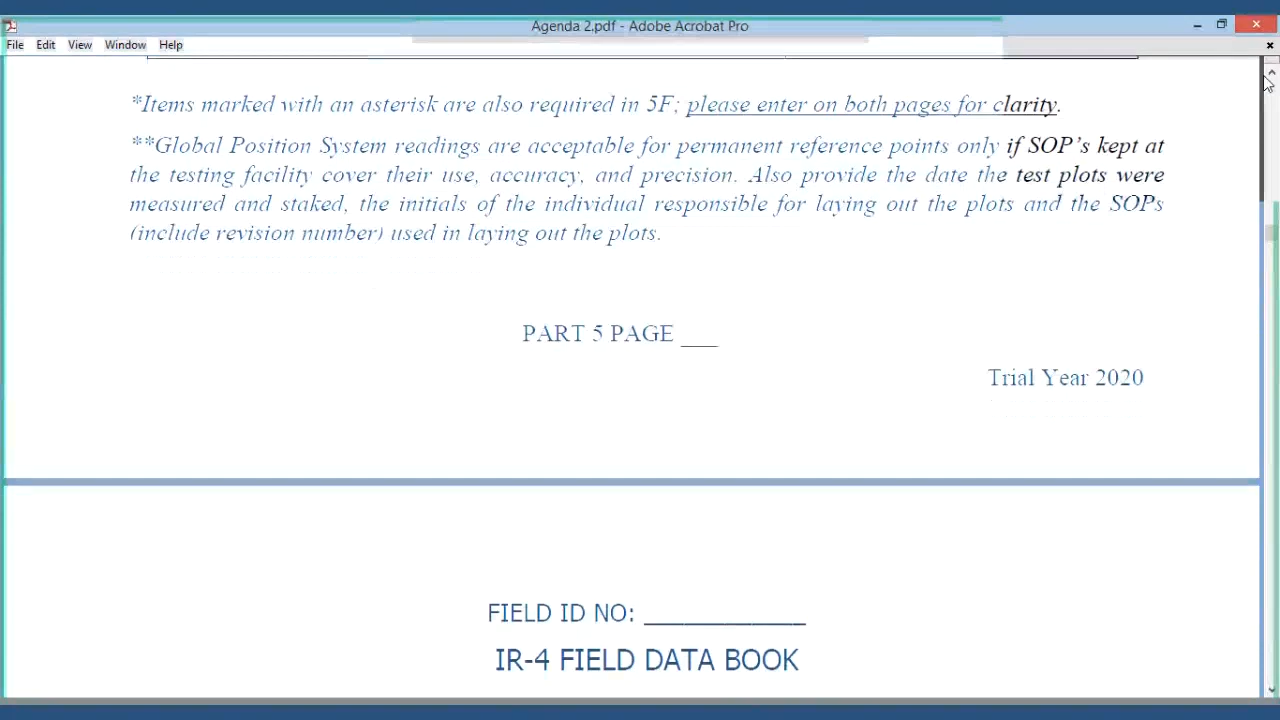 Agenda 2.pdf - Adobe Acrobat Pro
File Edit View Window Help
*Items marked with an asterisk are also required in 5F; please enter on both pages for clarity.
**Global Position System readings are acceptable for permanent reference points only if SOP's kept at
the testing facility cover their use, accuracy, and precision. Also provide the date the test plots were
measured and staked, the initials of the individual responsible for laying out the plots and the SOPs
(include revision number) used in laying out the plots.
PART 5 PAGE ___
Trial Year 2020
FIELD ID NO: ____________
IR-4 FIELD DATA BOOK